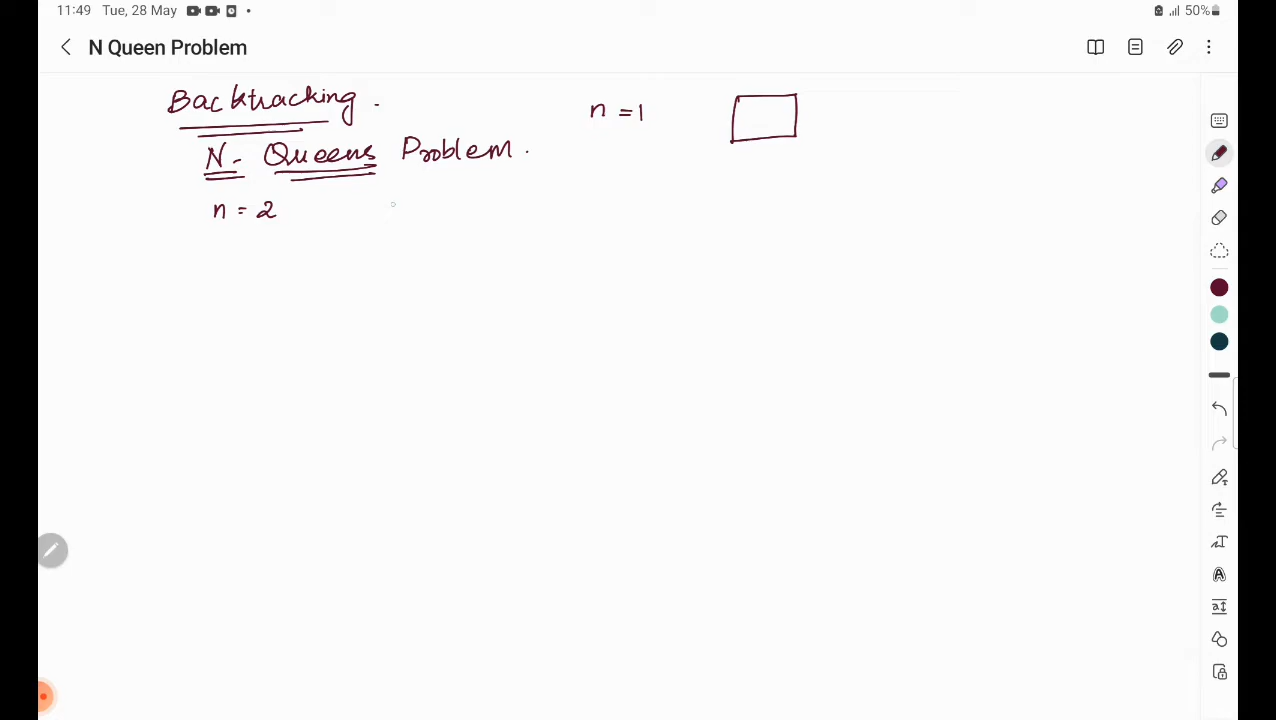 11:49 Tue, 28 May 50%
N Queen Problem
Backtracking.
n = 1
N- Queens Problem.
n = 2